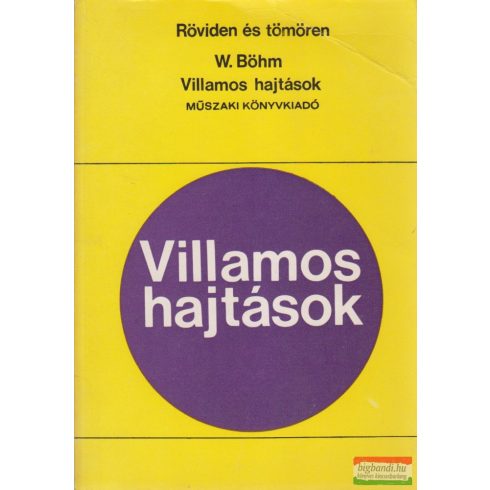 Röviden és tömören
W. Böhm
Villamos hajtások
MŰSZAKI KÖNYVKIADÓ
Villamos
hajtások
bigbandi.hu